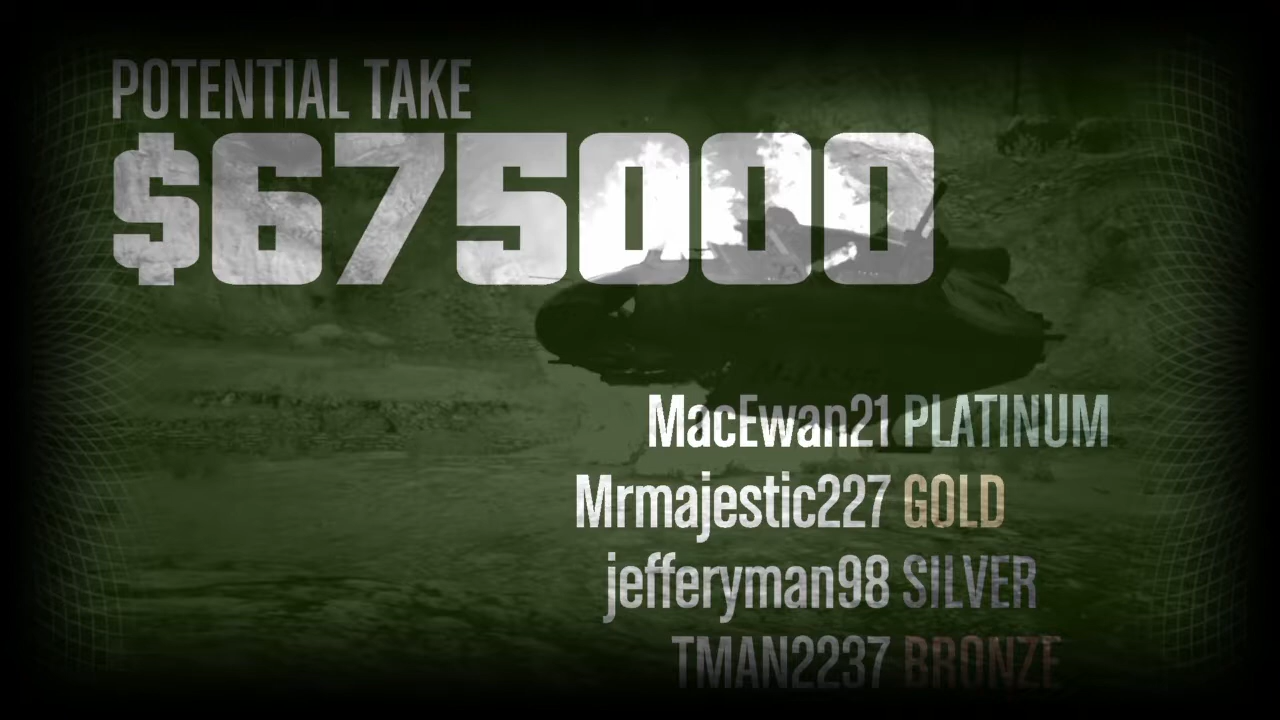 POTENTIAL TAKE
$675000
MacEwan21 PLATINUM
Mrmajestic227 GOLD
jefferyman98 SILVER
TMAN2237 BRONZE